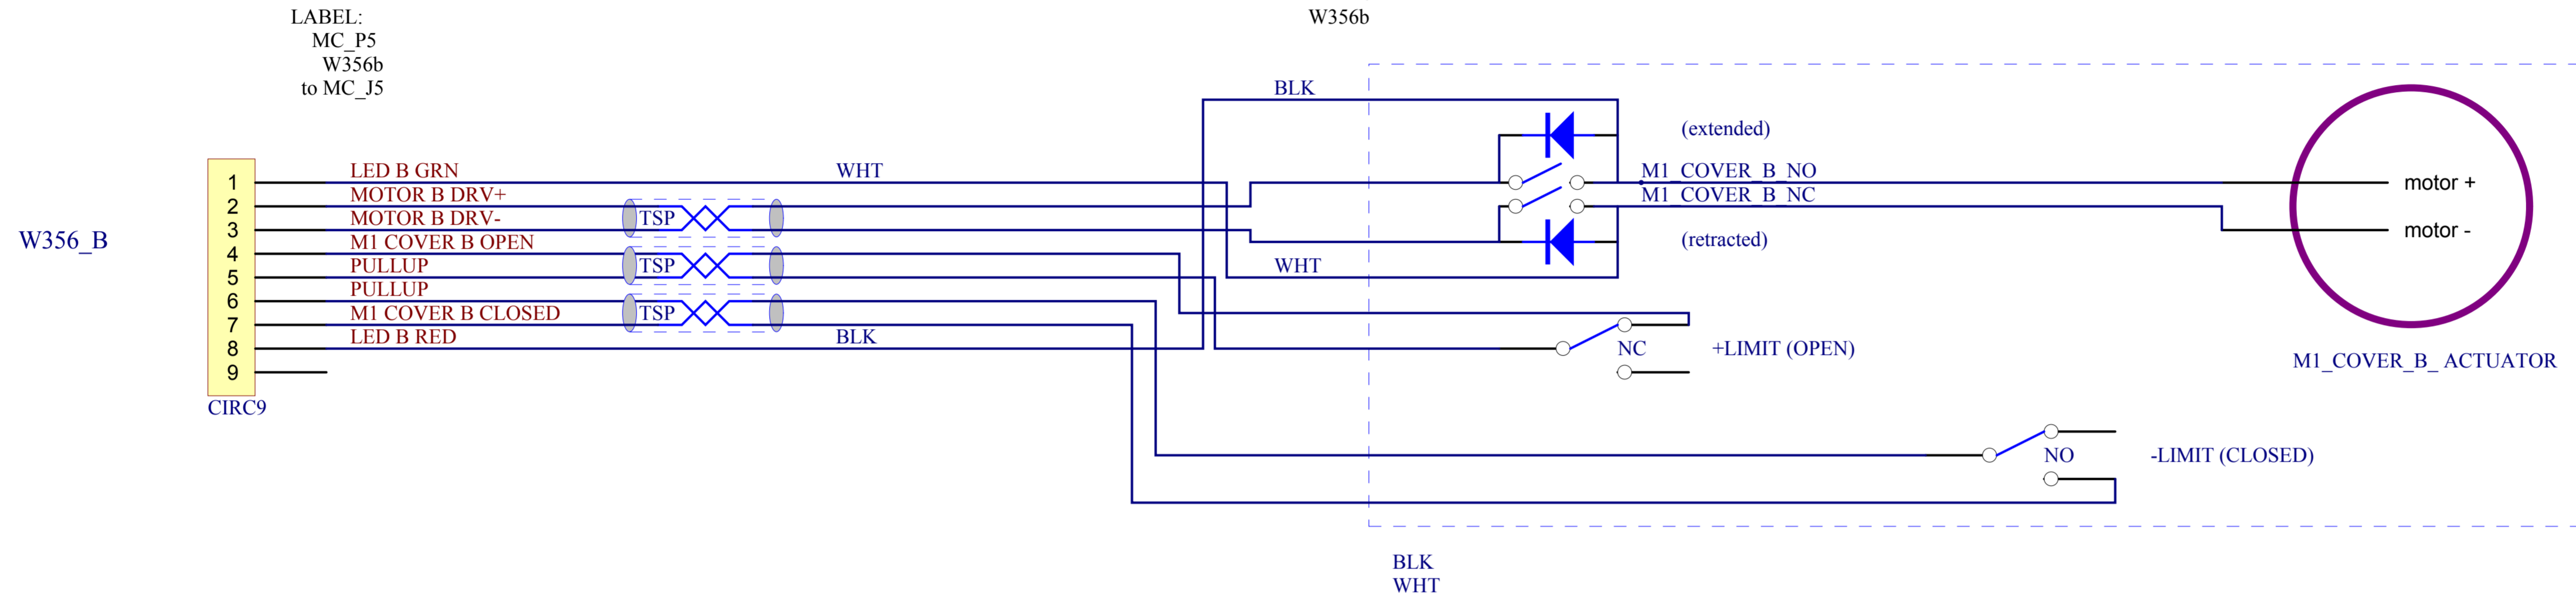 LABEL:
MC_P5
W356b
to MC_J5
W356b
BLK
(extended)
LED B GRN
WHT
M1_COVER_B_NO
1
motor +
MOTOR B DRV+
M1_COVER_B_NC
2
MOTOR B DRV-
TSP
3
motor -
W356_B
M1 COVER B OPEN
(retracted)
4
PULLUP
TSP
WHT
5
PULLUP
6
M1 COVER B CLOSED
TSP
7
LED B RED
BLK
8
NC
+LIMIT (OPEN)
M1_COVER_B_ ACTUATOR
9
CIRC9
NO
-LIMIT (CLOSED)
BLK
WHT